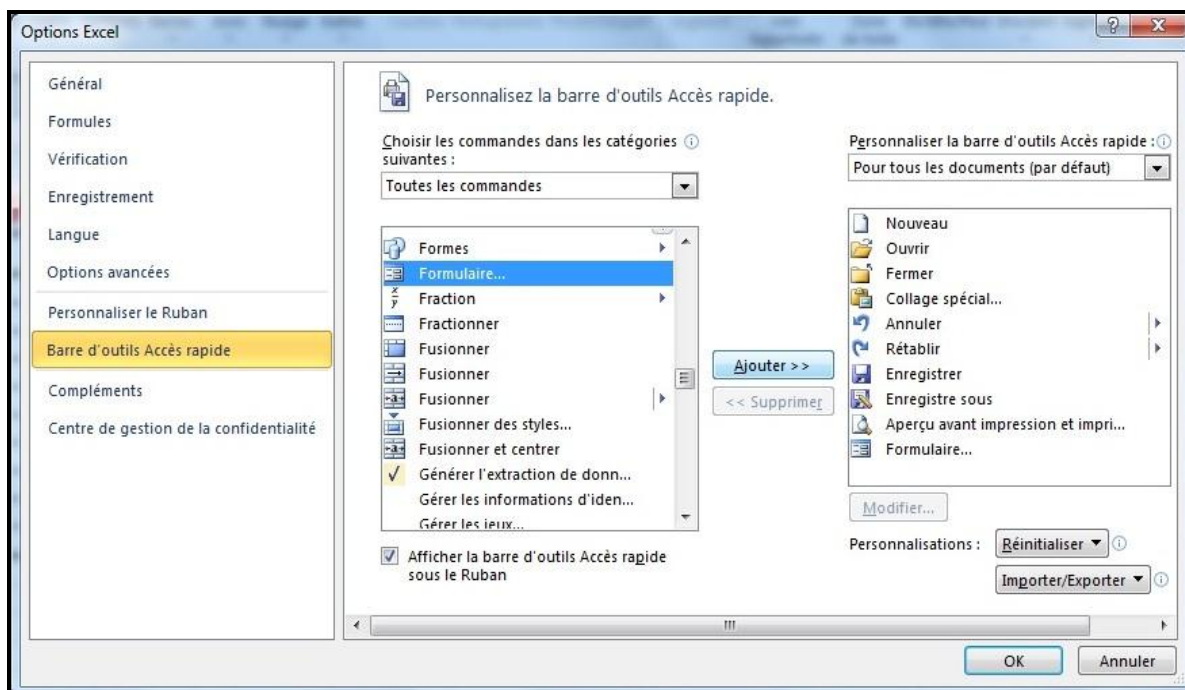 Options Excel
Général
Formules
Vérification
Enregistrement
Langue
Options avancées
Personnaliser le Ruban
Barre d'outils Accès rapide
Compléments
Centre de gestion de la confidentialité
Personnalisez la barre d'outils Accès rapide.
Choisir les commandes dans les catégories
suivantes :
Toutes les commandes
Formes
Formulaire...
x
y
Fraction
Fractionner
Fusionner
Fusionner
Fusionner
Fusionner des styles...
Fusionner et centrer
Générer l'extraction de donn...
Gérer les informations d'iden...
Gérer les jeux...
Afficher la barre d'outils Accès rapide
sous le Ruban
Ajouter >>
<< Supprimer
Personnaliser la barre d'outils Accès rapide :
Pour tous les documents (par défaut)
Nouveau
Ouvrir
Fermer
Collage spécial...
Annuler
Rétablir
Enregistrer
Enregistre sous
Aperçu avant impression et impri...
Formulaire...
Modifier...
Personnalisations :
Réinitialiser
Importer/Exporter
OK
Annuler